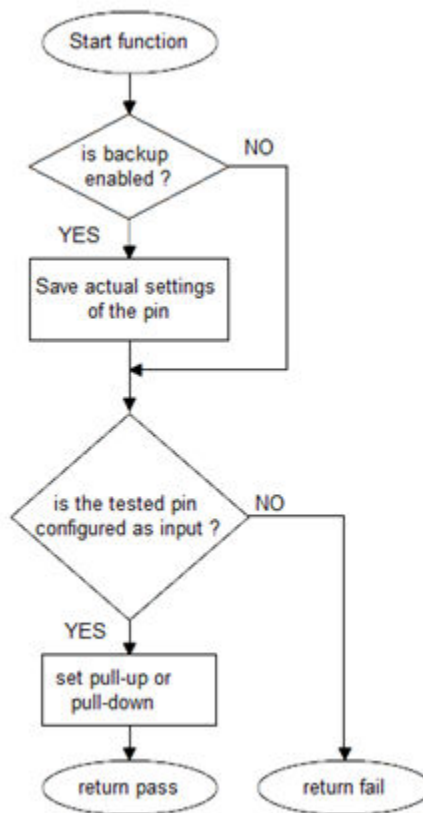 Start function
is backup
enabled ?
NO
YES
Save actual settings
of the pin
is the tested pin
configured as input ?
NO
YES
set pull-up or
pull-down
return pass
return fail